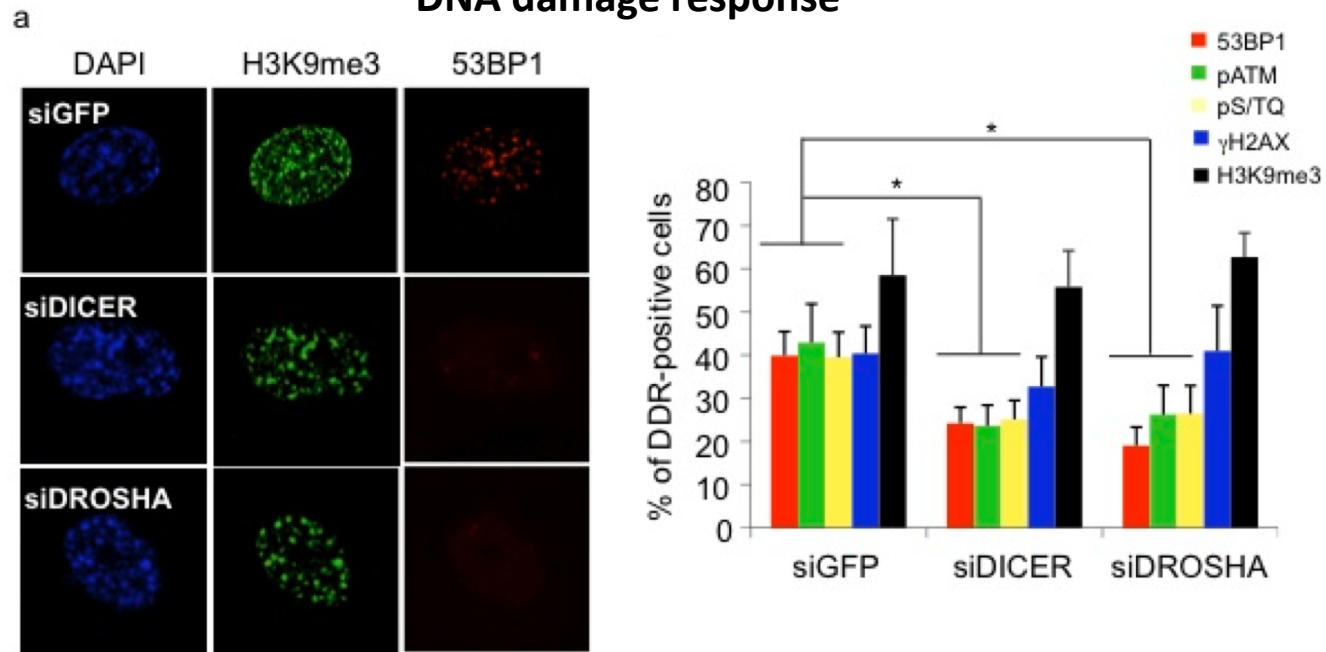 DNA damage response
a
DAPI H3K9me3 53BP1
siGFP
siDICER
siDROSHA
53BP1
pATM
pS/TQ
γH2AX
H3K9me3
*
*
% of DDR-positive cells
80
70
60
50
40
30
20
10
0
siGFP siDICER siDROSHA